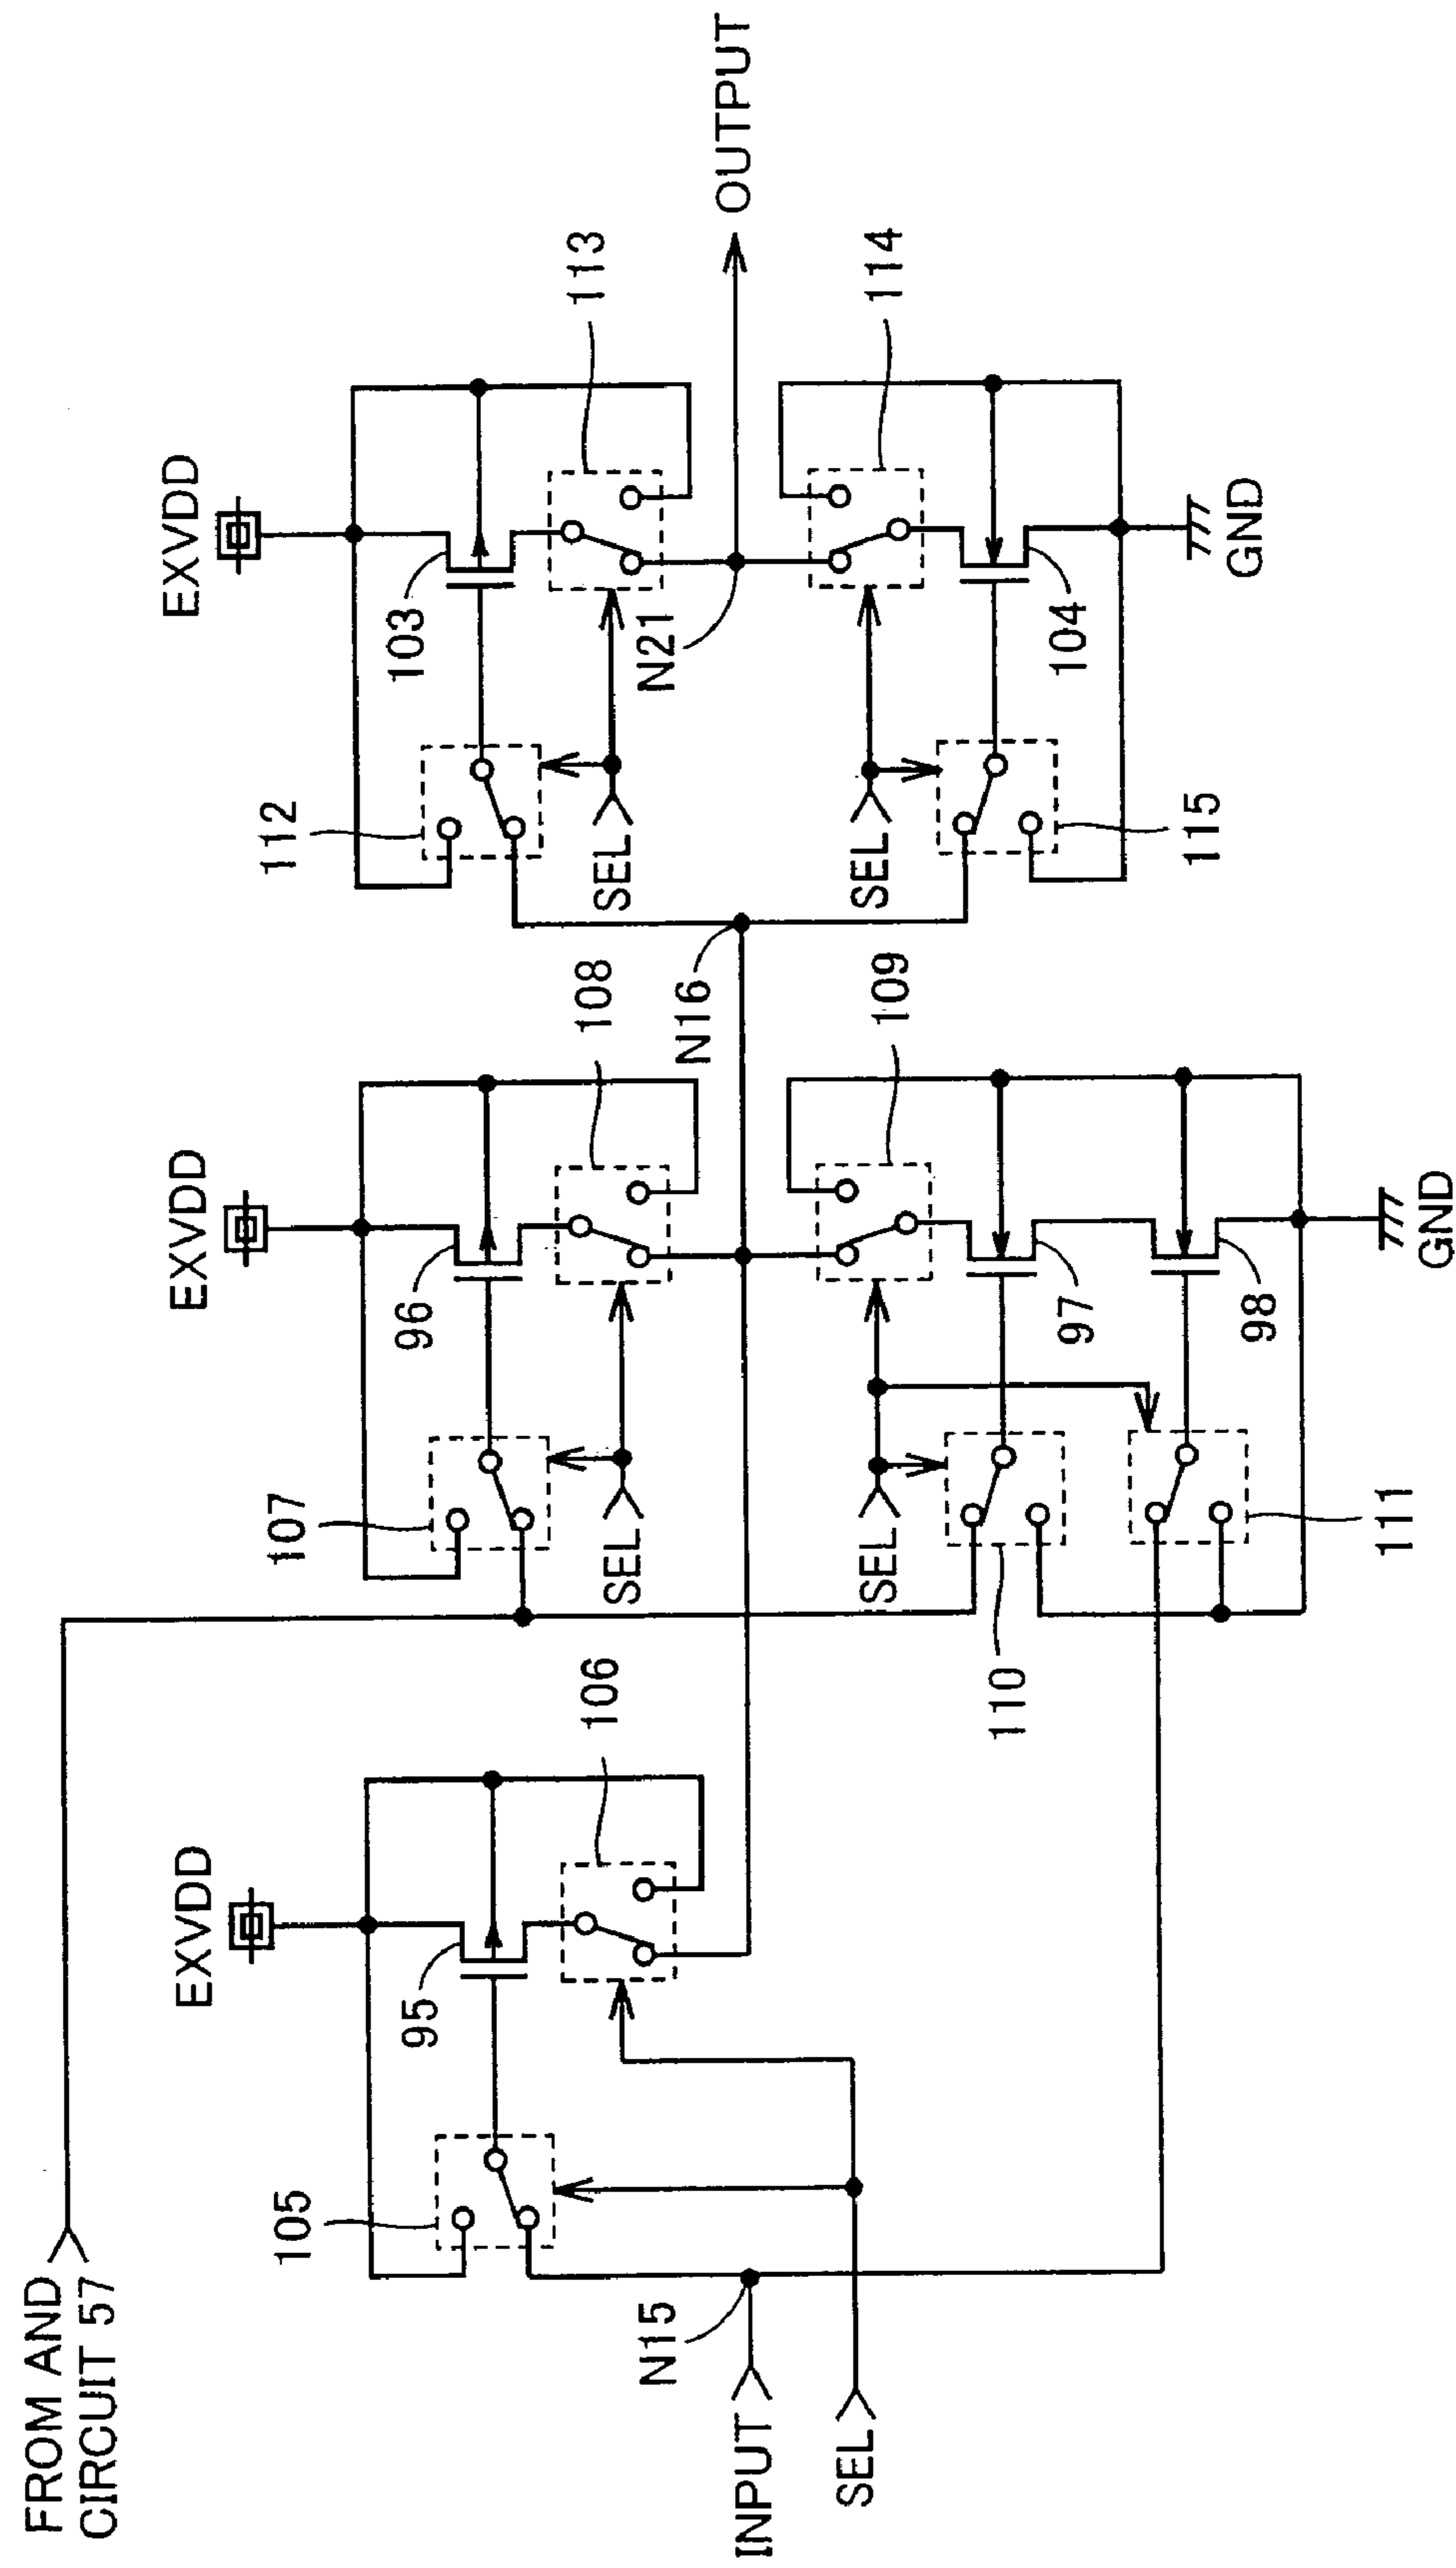 FROM AND
CIRCUIT 57
INPUT
SEL
N15
105
95
EXVDD
106
107
96
EXVDD
108
SEL
SEL
110
111
97
98
GND
109
N16
112
103
EXVDD
113
SEL
N21
SEL
115
104
GND
114
OUTPUT